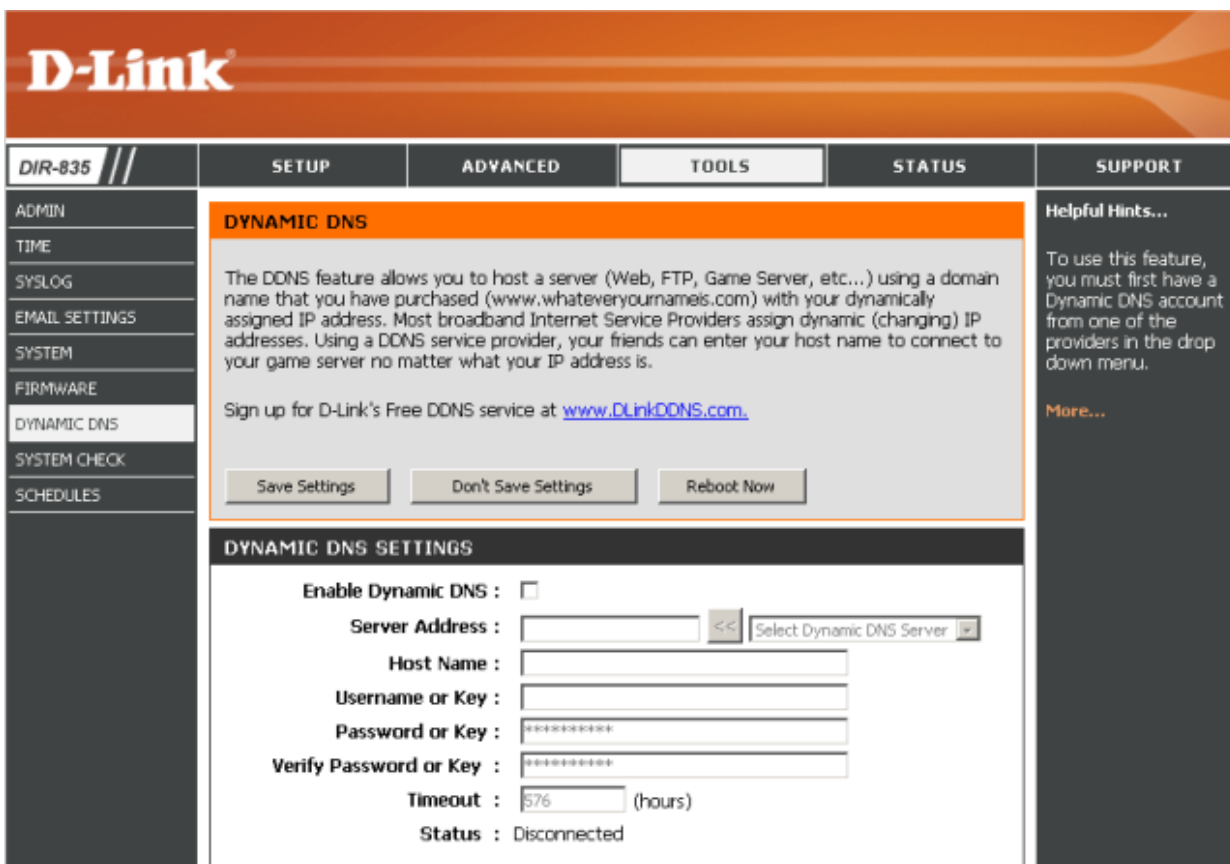 D-Link
DIR-835
SETUP
ADVANCED
TOOLS
STATUS
SUPPORT
ADMIN
TIME
SYSLOG
EMAIL SETTINGS
SYSTEM
FIRMWARE
DYNAMIC DNS
SYSTEM CHECK
SCHEDULES
DYNAMIC DNS
The DDNS feature allows you to host a server (Web, FTP, Game Server, etc...) using a domain
name that you have purchased (www.whateveryournameis.com) with your dynamically
assigned IP address. Most broadband Internet Service Providers assign dynamic (changing) IP
addresses. Using a DDNS service provider, your friends can enter your host name to connect to
your game server no matter what your IP address is.
Sign up for D-Link's Free DDNS service at www.DLinkDDNS.com.
Save Settings
Don't Save Settings
Reboot Now
DYNAMIC DNS SETTINGS
Enable Dynamic DNS :
Server Address : << Select Dynamic DNS Server
Host Name :
Username or Key :
Password or Key : **********
Verify Password or Key : **********
Timeout : 576 (hours)
Status : Disconnected
Helpful Hints...
To use this feature,
you must first have a
Dynamic DNS account
from one of the
providers in the drop
down menu.
More...